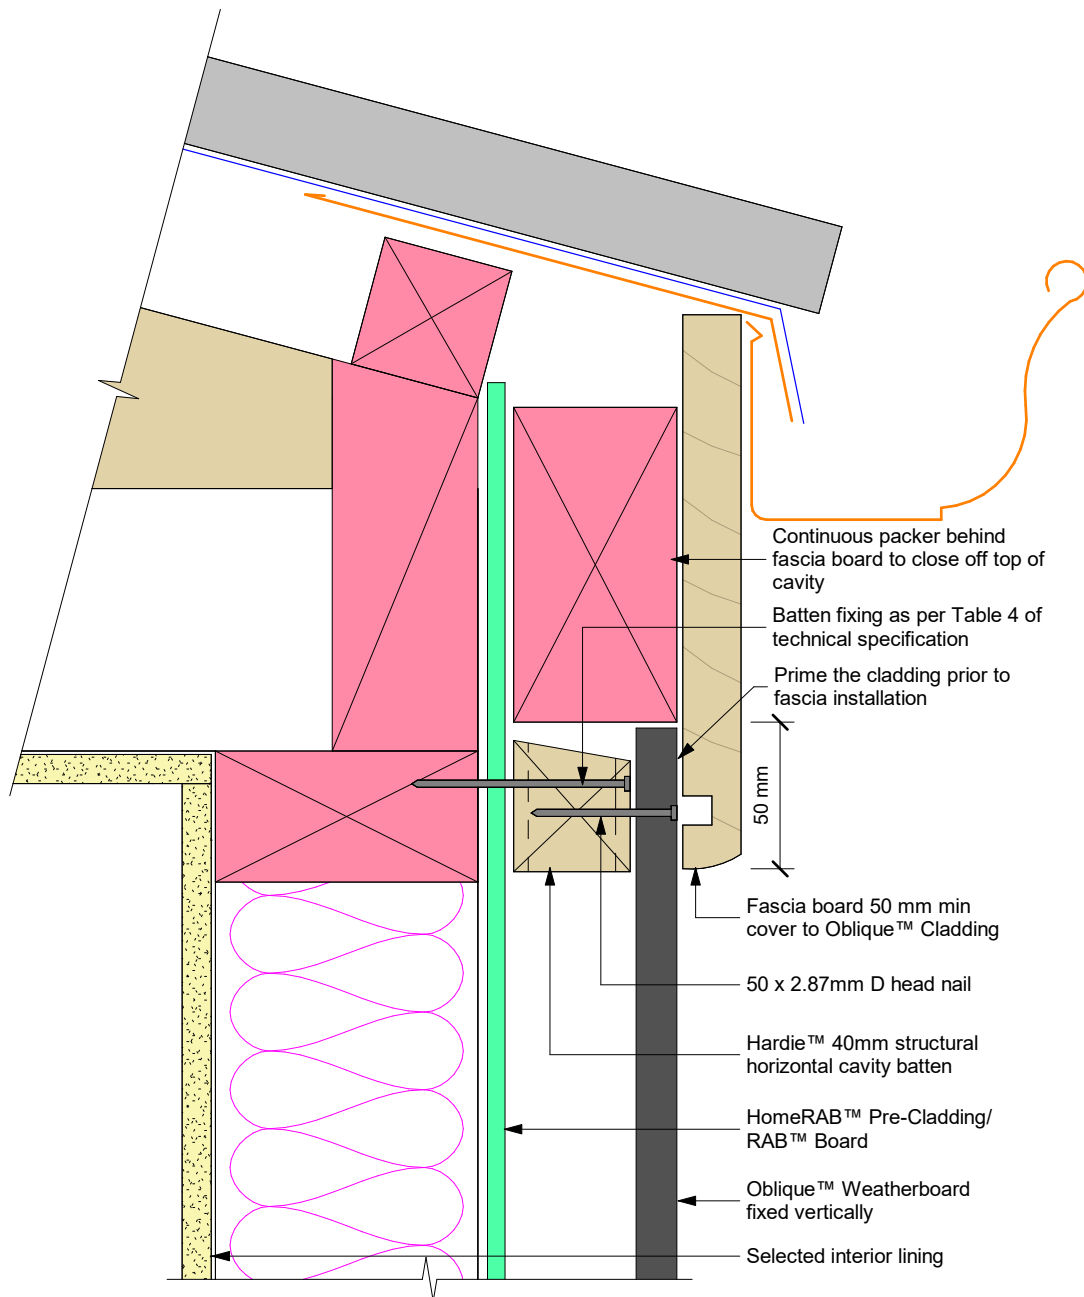 Continuous packer behind
fascia board to close off top of
cavity
Batten fixing as per Table 4 of
technical specification
Prime the cladding prior to
fascia installation
50 mm
Fascia board 50 mm min
cover to Oblique™ Cladding
50 x 2.87mm D head nail
Hardie™ 40mm structural
horizontal cavity batten
HomeRAB™ Pre-Cladding/
RAB™ Board
Oblique™ Weatherboard
fixed vertically
Selected interior lining